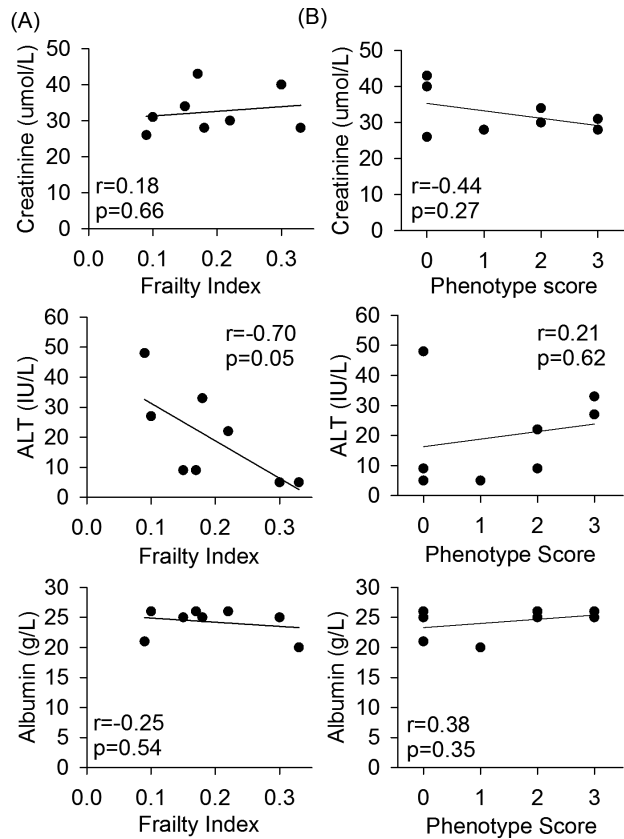 (A)
(B)
Creatinine (umol/L)
50
40
30
20
10
0
r=0.18
p=0.66
0.0 0.1 0.2 0.3
Frailty Index
Creatinine (umol/L)
50
40
30
20
10
0
r=-0.44
p=0.27
0 1 2 3
Phenotype score
ALT (IU/L)
60
50
40
30
20
10
0
r=-0.70
p=0.05
0.0 0.1 0.2 0.3
Frailty Index
ALT (IU/L)
60
50
40
30
20
10
0
r=0.21
p=0.62
0 1 2 3
Phenotype Score
Albumin (g/L)
30
25
20
15
10
5
0
r=-0.25
p=0.54
0.0 0.1 0.2 0.3
Frailty Index
Albumin (g/L)
30
25
20
15
10
5
0
r=0.38
p=0.35
0 1 2 3
Phenotype Score